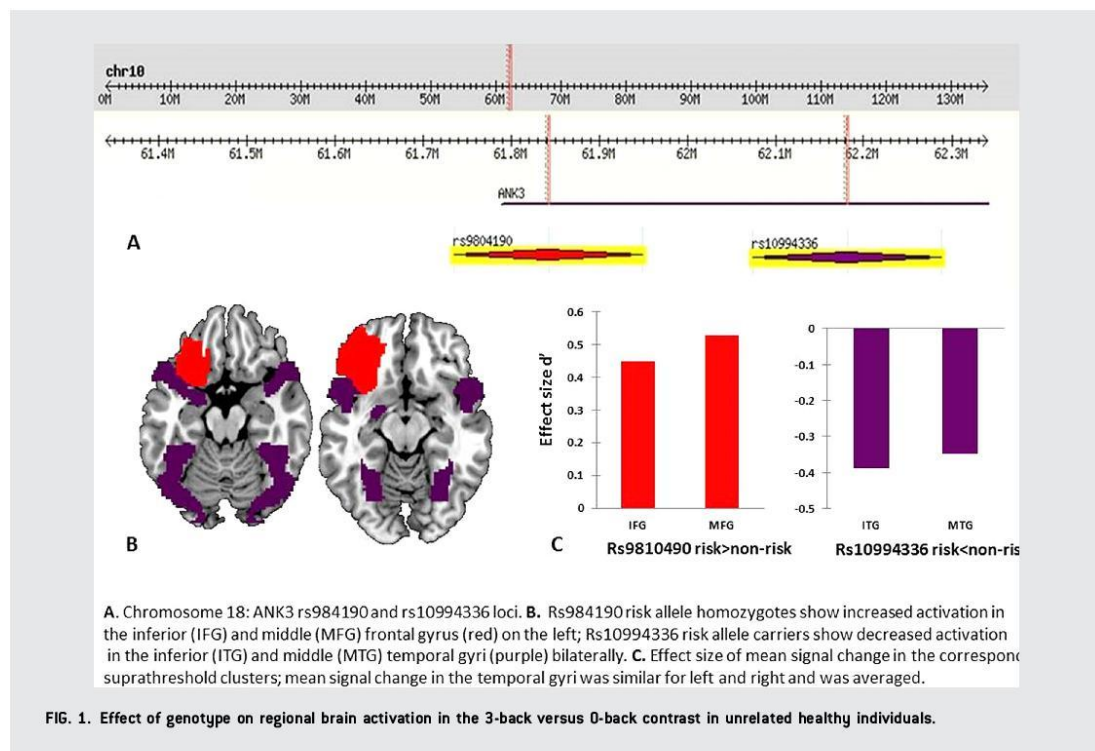 chr10
0M 10M 20M 30M 40M 50M 60M 70M 80M 90M 100M 110M 120M 130M
61.4M 61.5M 61.6M 61.7M 61.8M 61.9M 62M 62.1M 62.2M 62.3M
ANK3
A
rs9804190 rs10994336
B
Effect size d'
0.6
0.5
0.4
0.3
0.2
0.1
0
IFG MFG
Rs9810490 risk>non-risk
0
-0.1
-0.2
-0.3
-0.4
-0.5
ITG MTG
Rs10994336 risk<non-ris
C
A. Chromosome 18: ANK3 rs984190 and rs10994336 loci. B. Rs984190 risk allele homozygotes show increased activation in
the inferior (IFG) and middle (MFG) frontal gyrus (red) on the left; Rs10994336 risk allele carriers show decreased activation
in the inferior (ITG) and middle (MTG) temporal gyri (purple) bilaterally. C. Effect size of mean signal change in the correspond
suprathreshold clusters; mean signal change in the temporal gyri was similar for left and right and was averaged.
FIG. 1. Effect of genotype on regional brain activation in the 3-back versus 0-back contrast in unrelated healthy individuals.